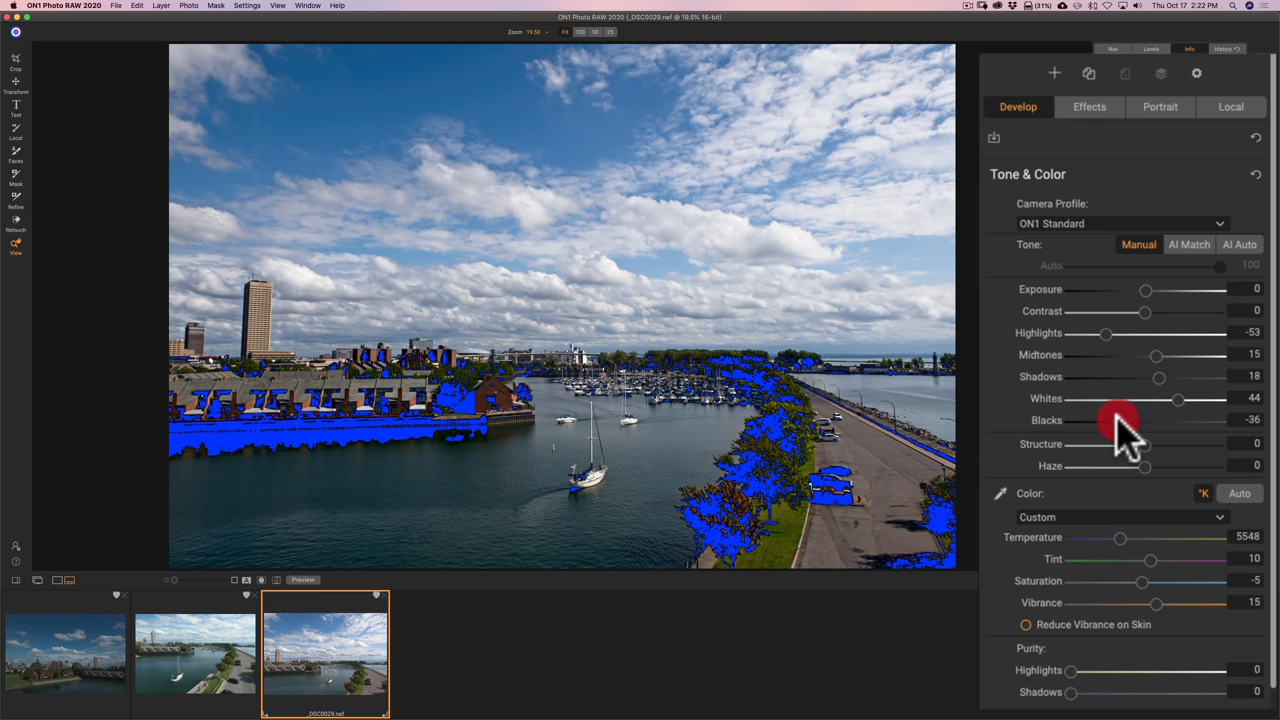 ON1 Photo RAW 2020 File Edit Layer Photo Mask Settings View Window Help
(31%) Thu Oct 17 2:22 PM
ON1 Photo RAW 2020 (_DSC0029.nef @ 19.5% 16-bit)
Zoom 19.53 Fit 100 50 25
Nav Levels Info History
Crop
Transform
Text
Local
Faces
Mask
Refine
Retouch
View
Develop Effects Portrait Local
Tone & Color
Camera Profile:
ON1 Standard
Tone: Manual AI Match AI Auto
Auto 100
Exposure 0
Contrast 0
Highlights -53
Midtones 15
Shadows 18
Whites 44
Blacks -36
Structure 0
Haze 0
Color: °K Auto
Custom
Temperature 5548
Tint 10
Saturation -5
Vibrance 15
Reduce Vibrance on Skin
Purity:
Highlights 0
Shadows 0
A Preview
_DSC0029.nef